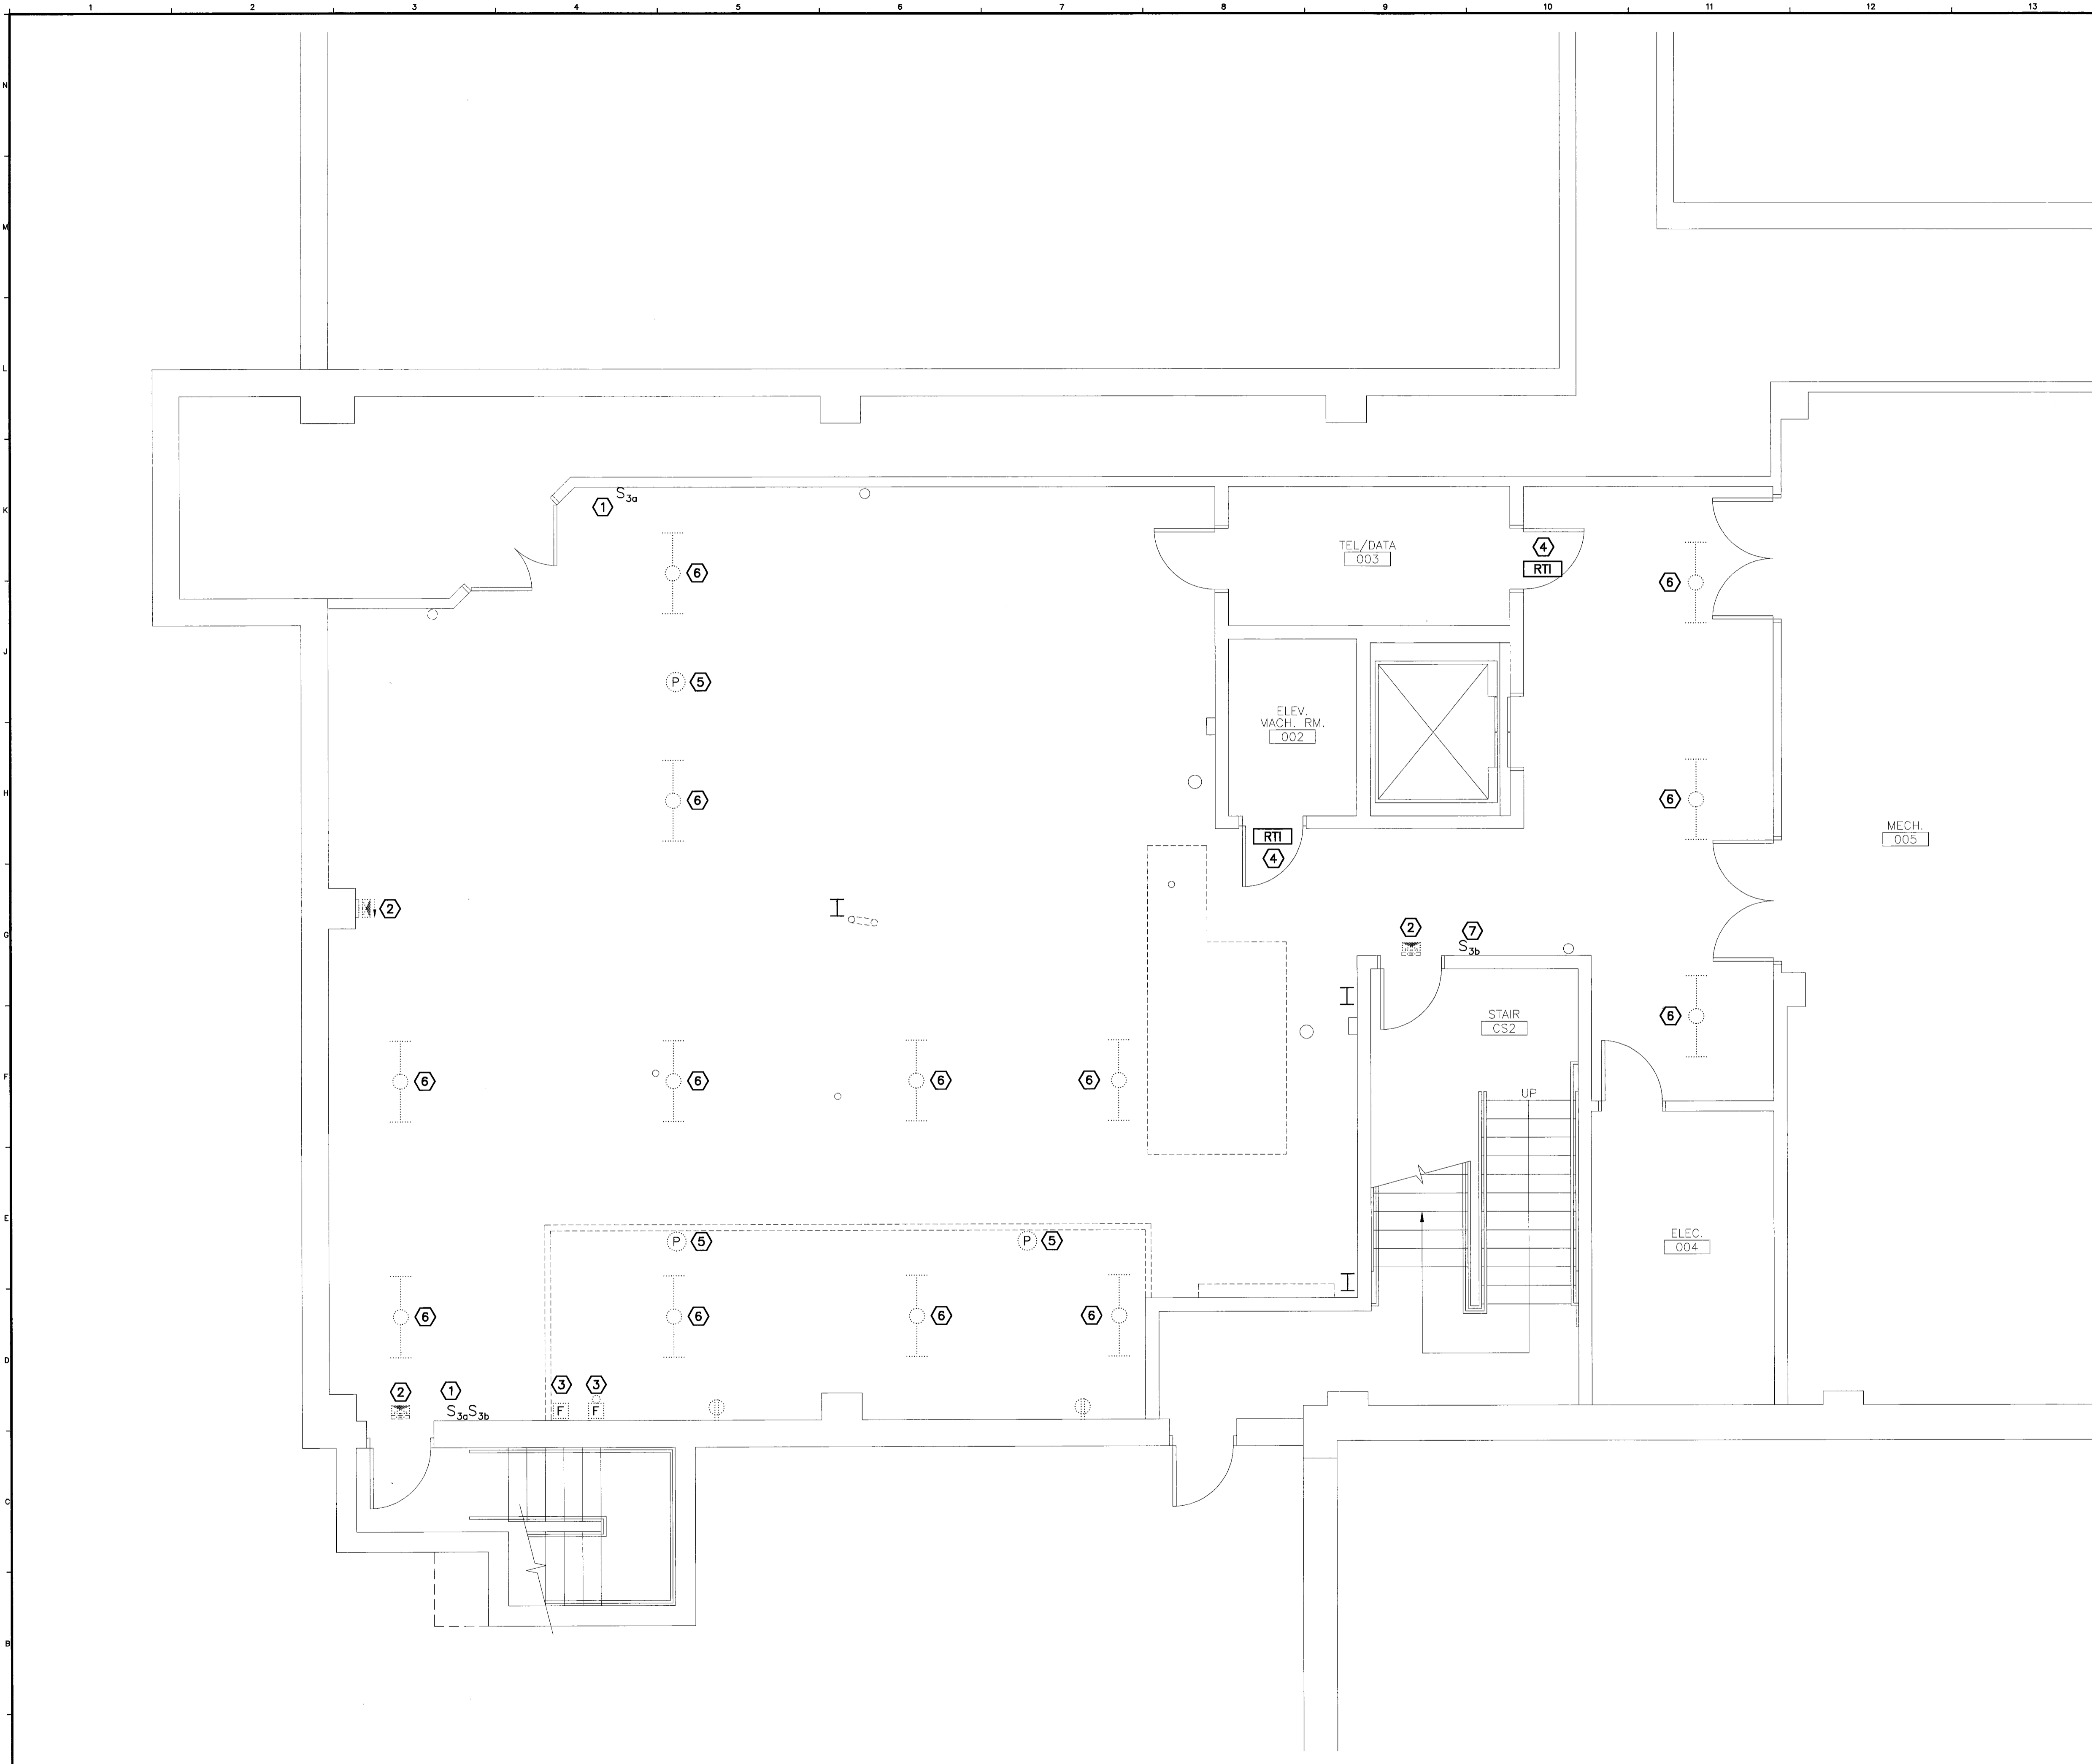 1 2 3 4 5 6 7 8 9 10 11 12 13
N
M
L
K
J
H
G
F
E
D
C
B
S3a
1
6
TEL/DATA
003
4
RTI
6
P 5
ELEV.
MACH. RM.
002
6
6
MECH.
005
RTI
4
2
2
7
S3b
6
STAIR
CS2
6
6
6
6
UP
P 5
P 5
ELEC.
004
6
6
6
6
2
1
S3aS3b
3
3
F
F